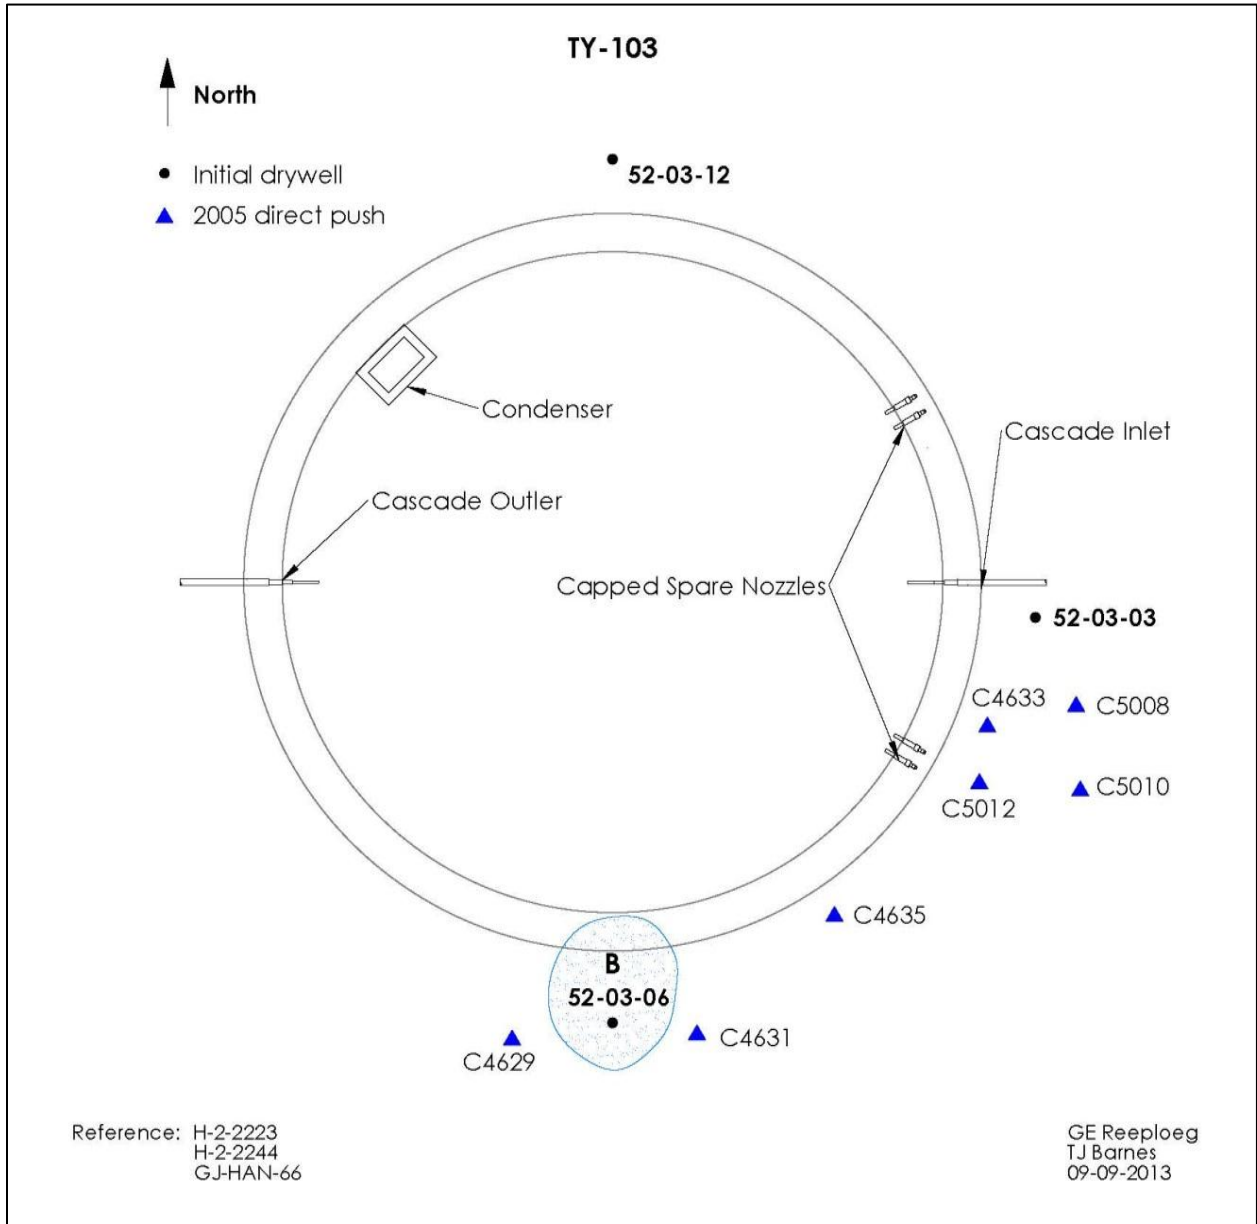 TY-103
North
Initial drywell
2005 direct push
52-03-12
Condenser
Cascade Inlet
Cascade Outler
Capped Spare Nozzles
52-03-03
C4633
C5008
C5012
C5010
C4635
B
52-03-06
C4629
C4631
Reference: H-2-2223
H-2-2244
GJ-HAN-66
GE Reeploeg
TJ Barnes
09-09-2013